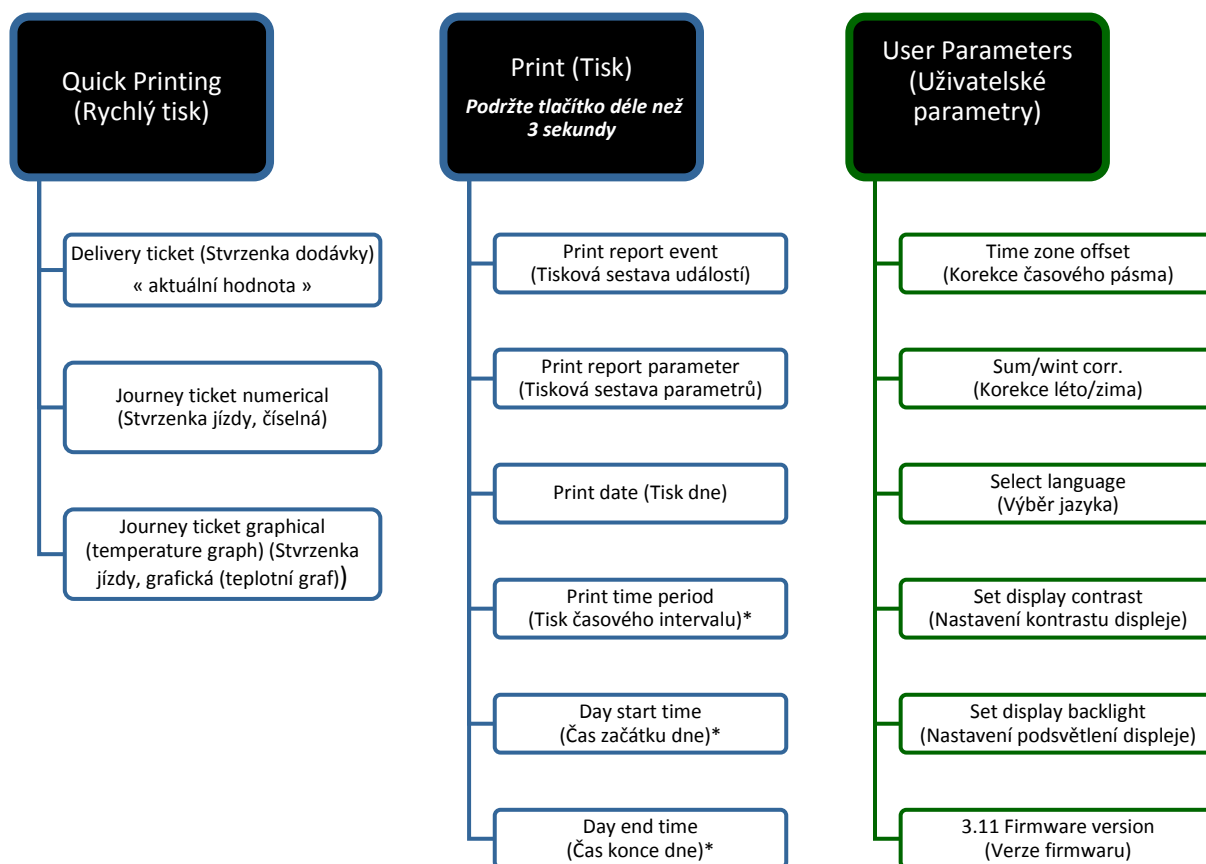 Quick Printing
(Rychlý tisk)
Delivery ticket (Stvrzenka dodávky)
« aktuální hodnota »
Journey ticket numerical
(Stvrzenka jízdy, číselná)
Journey ticket graphical
(temperature graph) (Stvrzenka
jízdy, grafická (teplotní graf))
Print (Tisk)
Podržte tlačítko déle než
3 sekundy
Print report event
(Tisková sestava událostí)
Print report parameter
(Tisková sestava parametrů)
Print date (Tisk dne)
Print time period
(Tisk časového intervalu)*
Day start time
(Čas začátku dne)*
Day end time
(Čas konce dne)*
User Parameters
(Uživatelské
parametry)
Time zone offset
(Korekce časového pásma)
Sum/wint corr.
(Korekce léto/zima)
Select language
(Výběr jazyka)
Set display contrast
(Nastavení kontrastu displeje)
Set display backlight
(Nastavení podsvětlení displeje)
3.11 Firmware version
(Verze firmwaru)